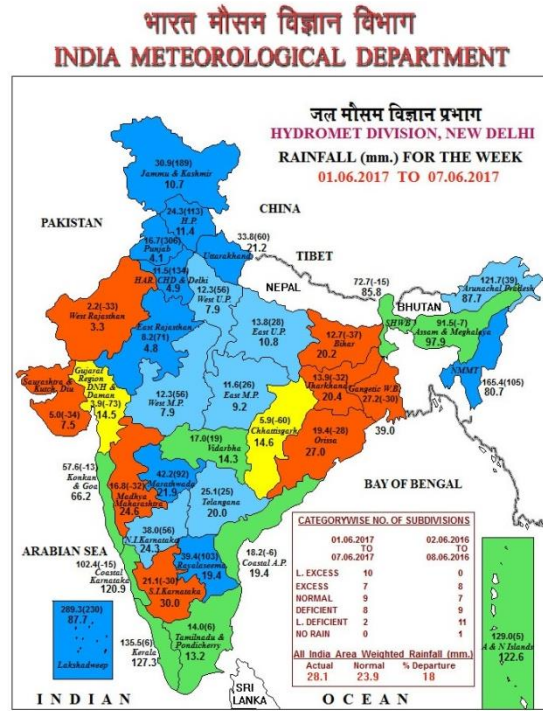 भारत मौसम विज्ञान विभाग
INDIA METEOROLOGICAL DEPARTMENT
जल मौसम विज्ञान प्रभाग
HYDROMET DIVISION, NEW DELHI
RAINFALL (mm.) FOR THE WEEK
01.06.2017 TO 07.06.2017
30.9(189)
Jammu & Kashmir
10.7
24.3(113)
H.P.
11.4
CHINA
PAKISTAN
16.7(306)
Punjab
4.1
33.8(60)
21.2
Uttarakhand
TIBET
11.5(134)
HAR. CHD & Delhi
4.9
12.3(56)
West U.P.
7.9
NEPAL
72.7(-15)
85.8
121.7(39)
Arunachal Pradesh
87.7
2.2(-33)
West Rajasthan
3.3
East Rajasthan
8.2(71)
4.8
13.8(28)
East U.P.
10.8
BHUTAN
SHWB
91.5(-7)
Assam & Meghalaya
97.9
12.7(-37)
Bihar
20.2
NMMT
165.4(105)
80.7
Saurashtra &
Kutch, Diu
5.0(-34)
7.5
Gujarat
Region
DNH &
Daman
3.9(-73)
14.5
12.3(56)
West M.P.
7.9
11.6(26)
East M.P.
9.2
13.9(-32)
Jharkhand
20.4
Gangetic W.B.
27.2(-30)
39.0
5.9(-60)
Chhattisgarh
14.6
19.4(-28)
Orissa
27.0
17.0(19)
Vidarbha
14.3
57.6(-13)
Konkan
& Goa
66.2
16.8(-32)
Madhya
Maharashtra
24.6
42.2(92)
Marathwada
21.9
25.1(25)
Telangana
20.0
BAY OF BENGAL
ARABIAN SEA
38.0(56)
N.I.Karnataka
24.3
39.4(103)
Rayalaseema
19.4
18.2(-6)
Coastal A.P.
19.4
102.4(-15)
Coastal
Karnataka
120.9
21.1(-30)
S.I.Karnataka
30.0
289.3(230)
87.7
Lakshadweep
135.5(6)
Kerala
127.3
14.0(6)
Tamilnadu &
Pondicherry
13.2
129.0(5)
A & N Islands
122.6
CATEGORYWISE NO. OF SUBDIVISIONS
01.06.2017 02.06.2016
TO TO
07.06.2017 08.06.2016
L. EXCESS 10 0
EXCESS 7 8
NORMAL 9 7
DEFICIENT 8 9
L. DEFICIENT 2 11
NO RAIN 0 1
All India Area Weighted Rainfall (mm.)
Actual Normal % Departure
28.1 23.9 18
SRI
LANKA
INDIAN OCEAN